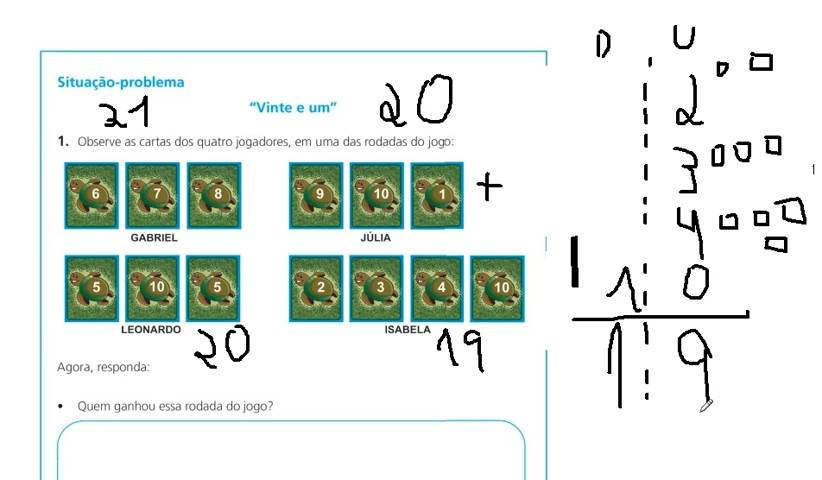 Situação-problema
21
"Vinte e um"
20
1. Observe as cartas dos quatro jogadores, em uma das rodadas do jogo:
6 7 8
GABRIEL
9 10 1 +
JÚLIA
5 10 5
LEONARDO
20
2 3 4 10
ISABELA
19
Agora, responda:
• Quem ganhou essa rodada do jogo?
D U
2
3
4
1 0
1 9